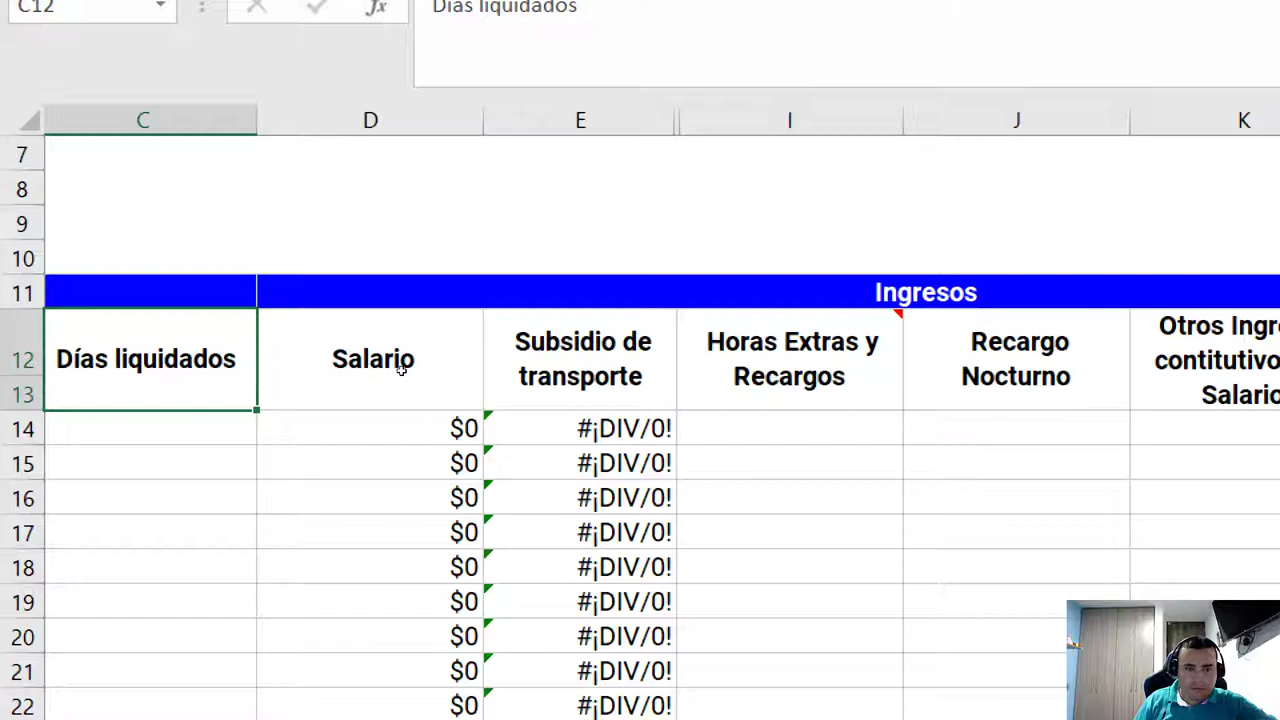 C12
fx
Días liquidados
C D E I J K
7
8
9
10
11 Ingresos
12 Días liquidados Salario Subsidio de transporte Horas Extras y Recargos Recargo Nocturno Otros Ingre contitutivo Salario
13
14 $0 #¡DIV/0!
15 $0 #¡DIV/0!
16 $0 #¡DIV/0!
17 $0 #¡DIV/0!
18 $0 #¡DIV/0!
19 $0 #¡DIV/0!
20 $0 #¡DIV/0!
21 $0 #¡DIV/0!
22 $0 #¡DIV/0!